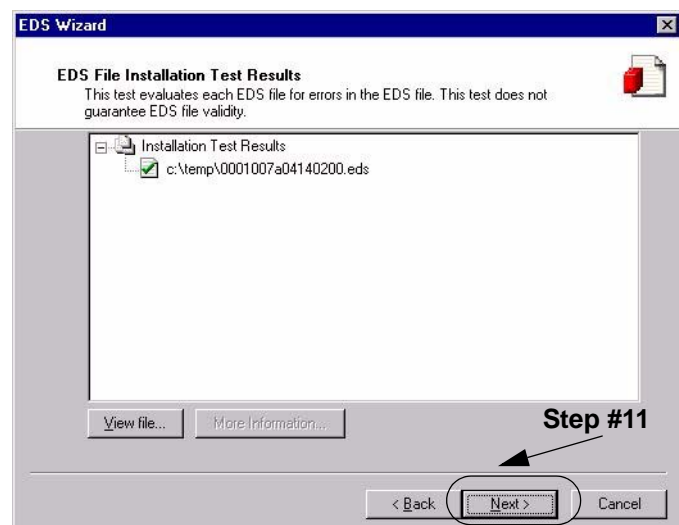 EDS Wizard
EDS File Installation Test Results
This test evaluates each EDS file for errors in the EDS file. This test does not
guarantee EDS file validity.
Installation Test Results
c:\temp\0001007a04140200.eds
View file...
More Information...
Step #11
< Back
Next >
Cancel